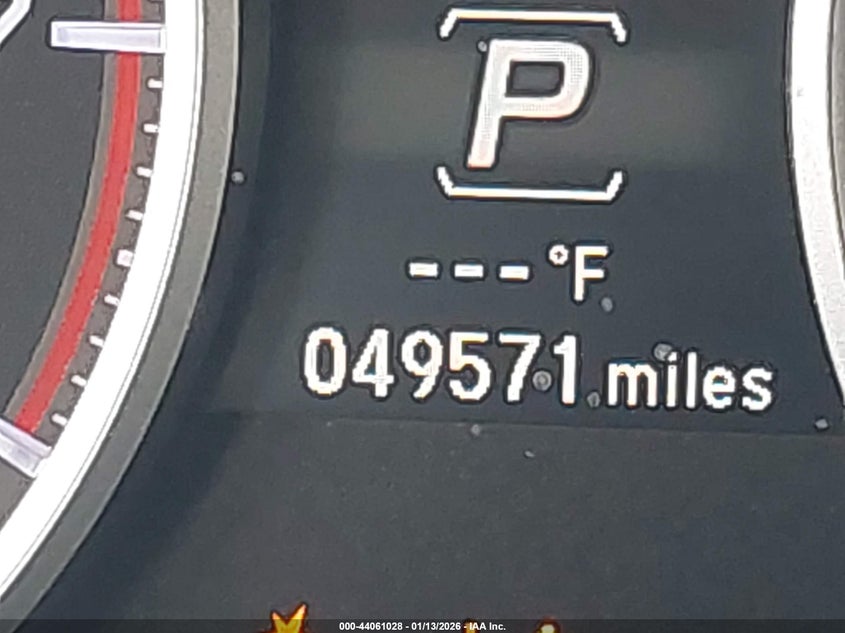 P
---°F
049571 miles
000-44061028 - 01/13/2026 - IAA Inc.